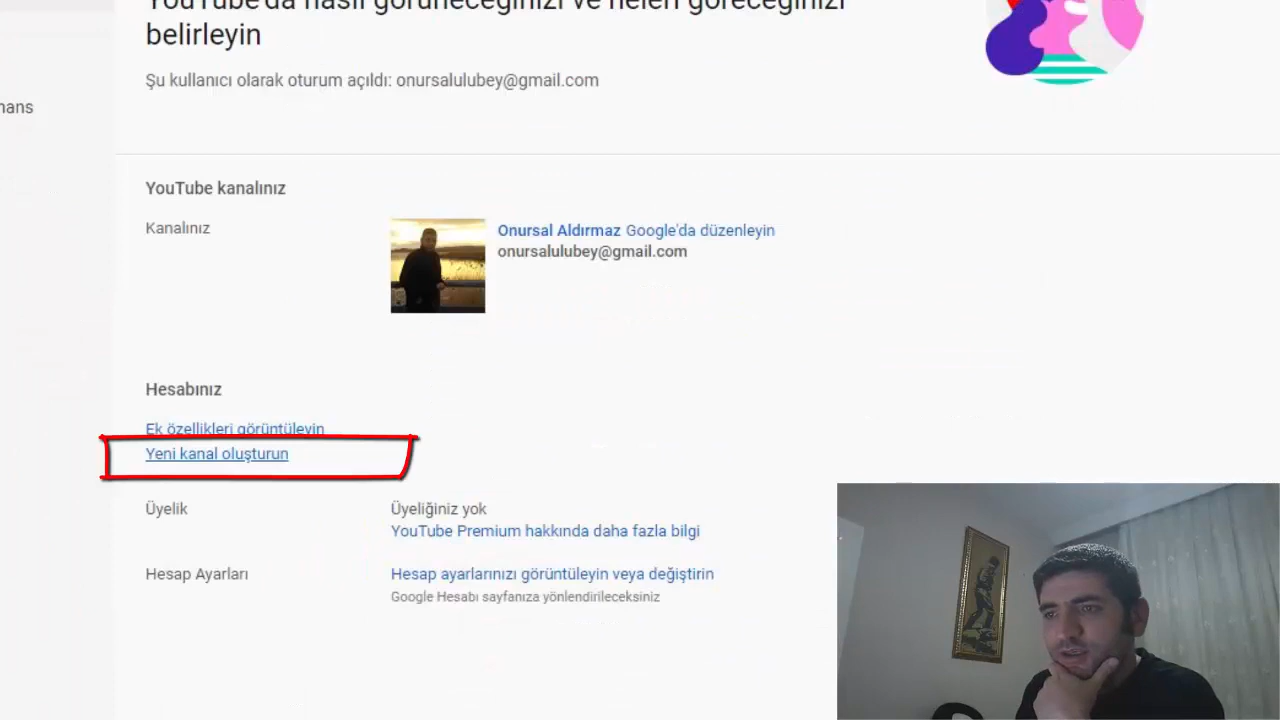 YouTube'da nasıl görüneceğinizi ve neleri göreceğinizi
belirleyin
Şu kullanıcı olarak oturum açıldı: onursalulubey@gmail.com
YouTube kanalınız
Kanalınız
Onursal Aldırmaz Google'da düzenleyin
onursalulubey@gmail.com
Hesabınız
Ek özellikleri görüntüleyin
Yeni kanal oluşturun
Üyelik
Üyeliğiniz yok
YouTube Premium hakkında daha fazla bilgi
Hesap Ayarları
Hesap ayarlarınızı görüntüleyin veya değiştirin
Google Hesabı sayfanıza yönlendirileceksiniz